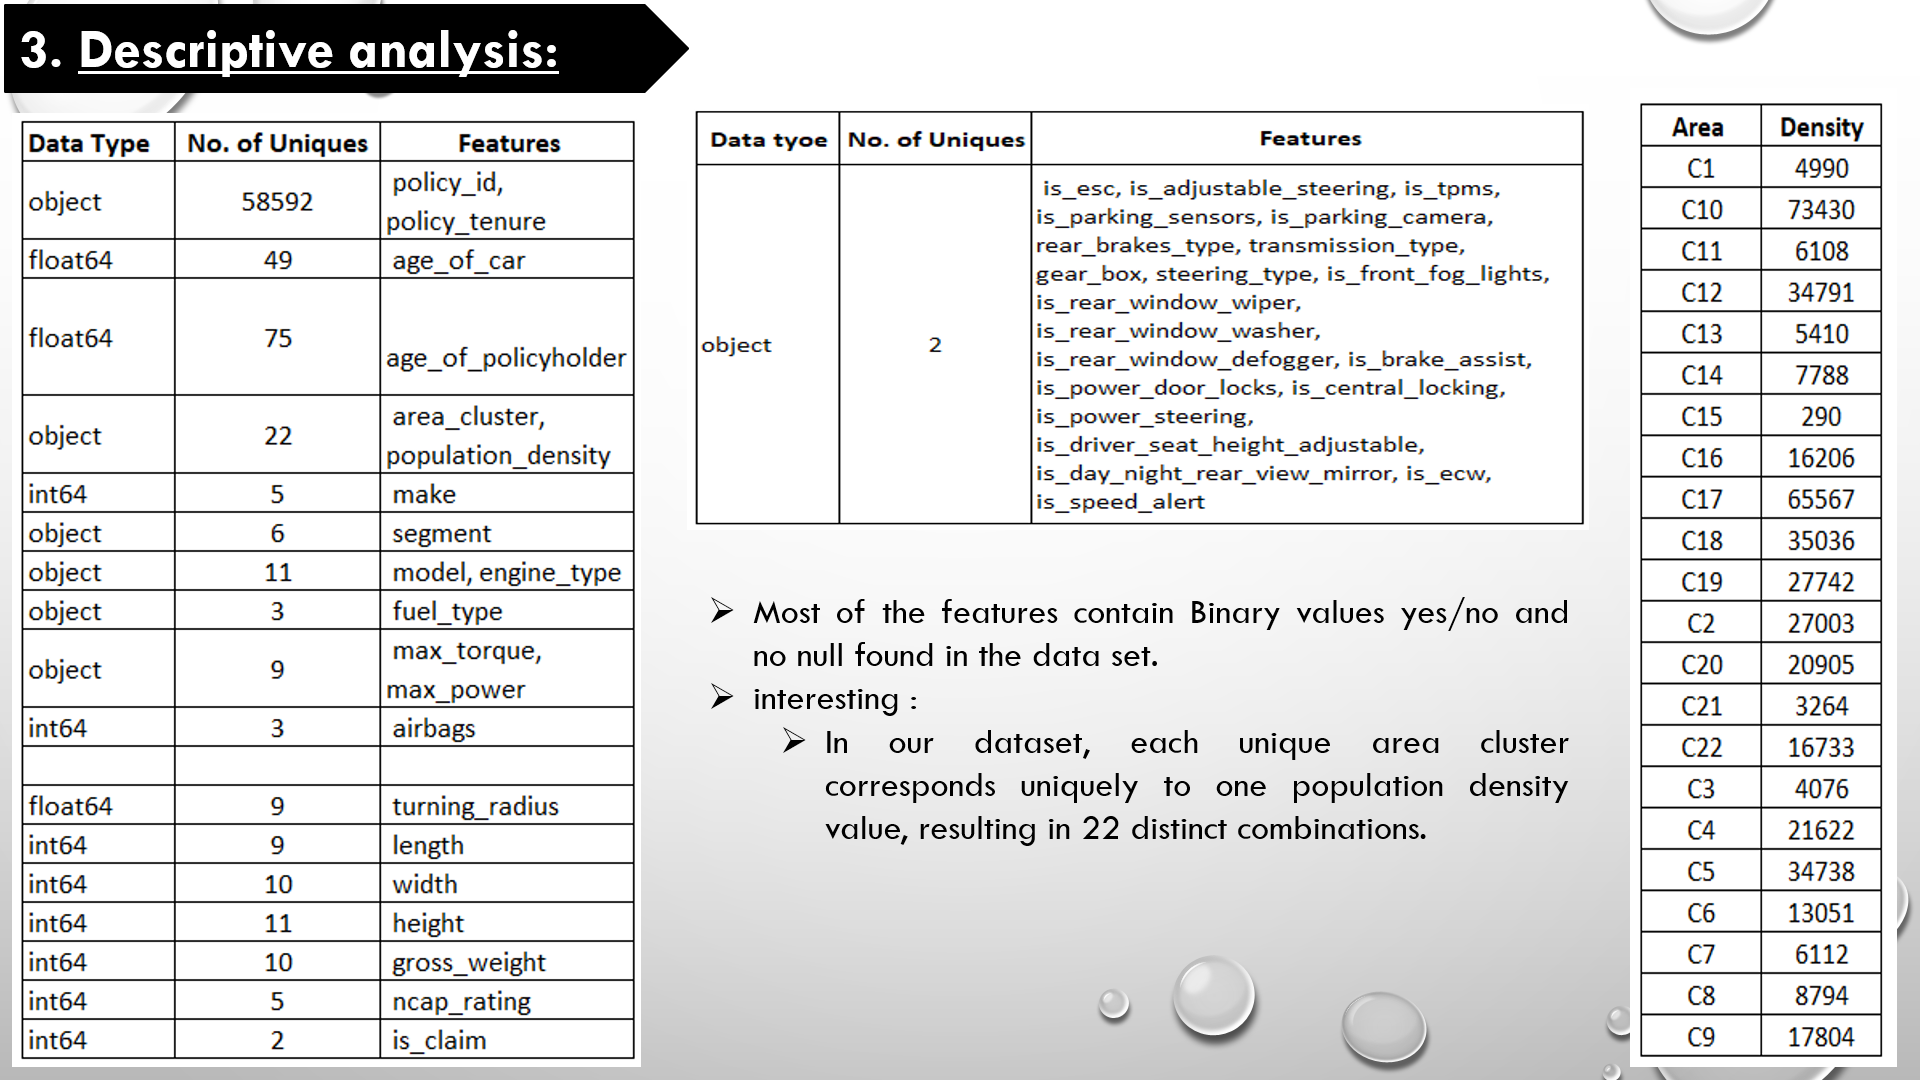 3. Descriptive analysis:
Data Type No. of Uniques Features
object 58592 policy_id,
policy_tenure
float64 49 age_of_car
float64 75 age_of_policyholder
object 22 area_cluster,
population_density
int64 5 make
object 6 segment
object 11 model, engine_type
object 3 fuel_type
object 9 max_torque,
max_power
int64 3 airbags
float64 9 turning_radius
int64 9 length
int64 10 width
int64 11 height
int64 10 gross_weight
int64 5 ncap_rating
int64 2 is_claim
Data tyoe No. of Uniques Features
object 2
is_esc, is_adjustable_steering, is_tpms,
is_parking_sensors, is_parking_camera,
rear_brakes_type, transmission_type,
gear_box, steering_type, is_front_fog_lights,
is_rear_window_wiper,
is_rear_window_washer,
is_rear_window_defogger, is_brake_assist,
is_power_door_locks, is_central_locking,
is_power_steering,
is_driver_seat_height_adjustable,
is_day_night_rear_view_mirror, is_ecw,
is_speed_alert
Most of the features contain Binary values yes/no and
no null found in the data set.
interesting :
In our dataset, each unique area cluster
corresponds uniquely to one population density
value, resulting in 22 distinct combinations.
Area Density
C1 4990
C10 73430
C11 6108
C12 34791
C13 5410
C14 7788
C15 290
C16 16206
C17 65567
C18 35036
C19 27742
C2 27003
C20 20905
C21 3264
C22 16733
C3 4076
C4 21622
C5 34738
C6 13051
C7 6112
C8 8794
C9 17804